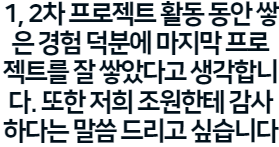 1, 2차 프로젝트 활동 동안 쌓
은 경험 덕분에 마지막 프로
젝트를 잘 쌓았다고 생각합니
다. 또한 저희 조원한테 감사
하다는 말씀 드리고 싶습니다